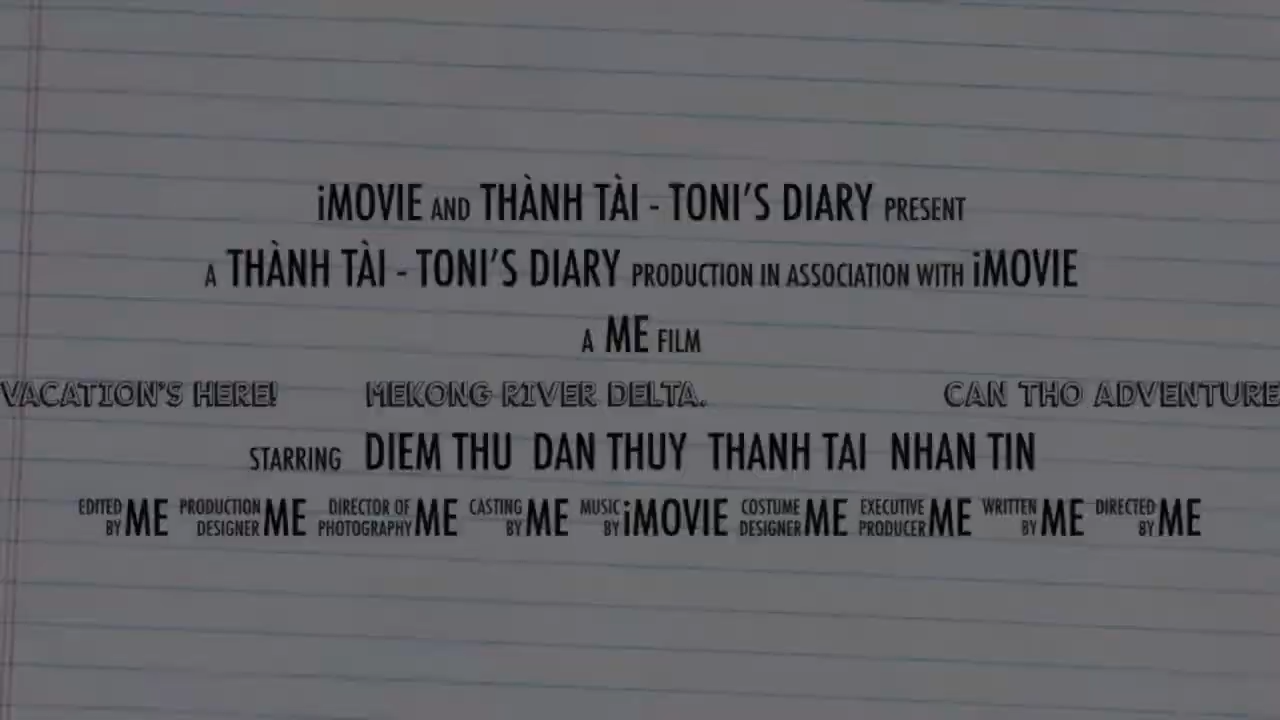 iMOVIE AND THÀNH TÀI - TONI'S DIARY PRESENT
A THÀNH TÀI - TONI'S DIARY PRODUCTION IN ASSOCIATION WITH iMOVIE
A ME FILM
VACATION'S HERE! MEKONG RIVER DELTA. CAN THO ADVENTURE
STARRING DIEM THU DAN THUY THANH TAI NHAN TIN
EDITED BY ME PRODUCTION DESIGNER ME DIRECTOR OF PHOTOGRAPHY ME CASTING BY ME MUSIC BY iMOVIE COSTUME DESIGNER ME EXECUTIVE PRODUCER ME WRITTEN BY ME DIRECTED BY ME